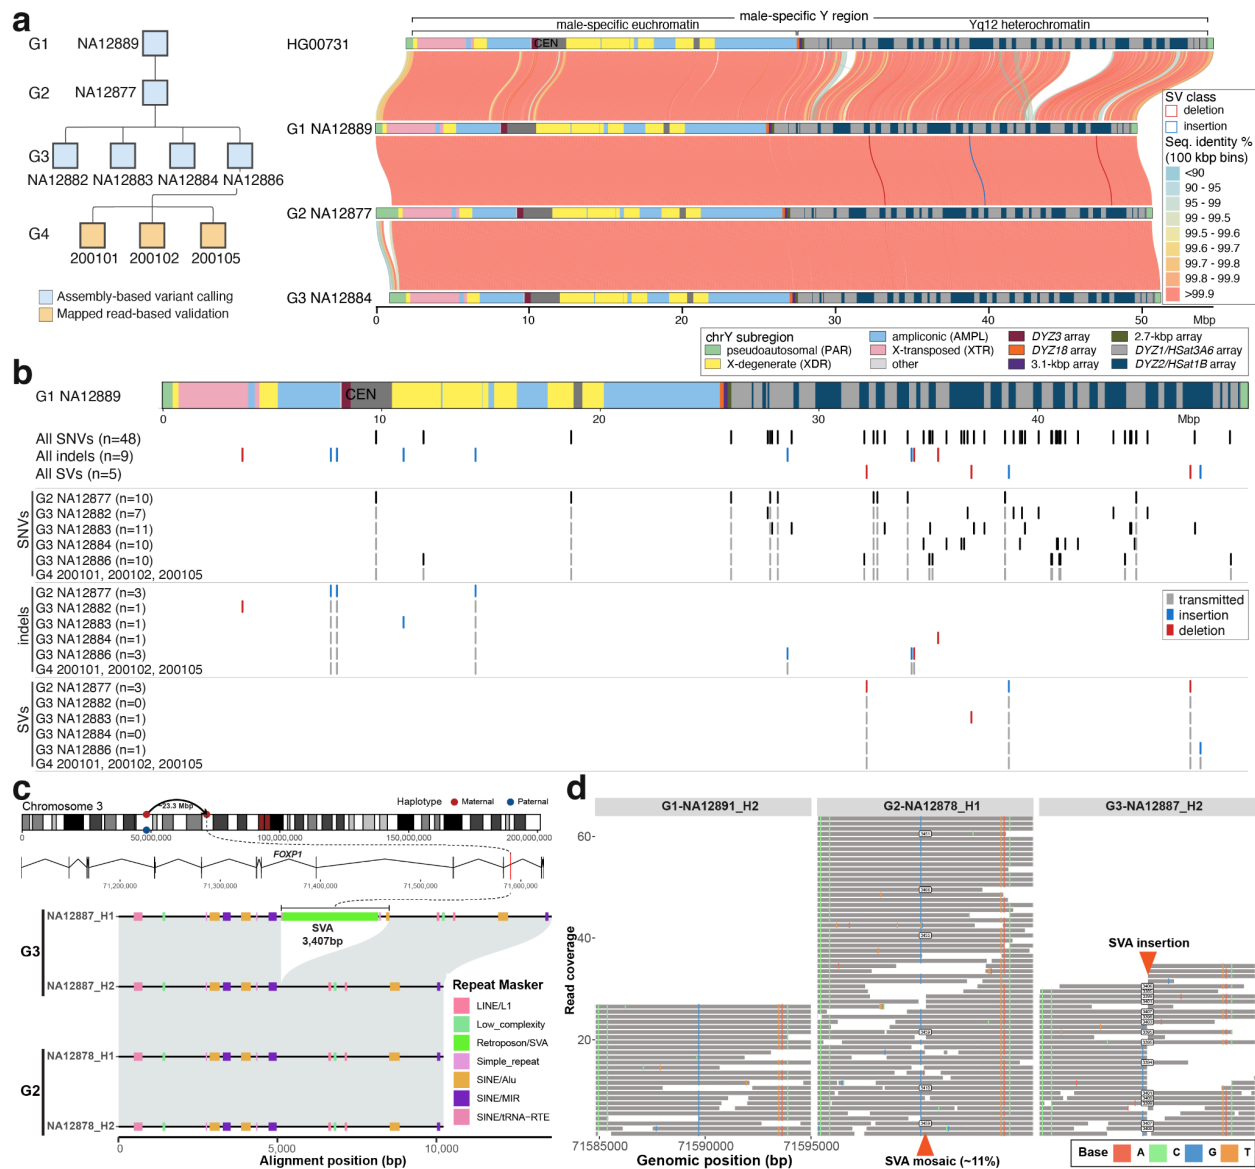 a
G1
NA12889
G2
NA12877
G3
NA12882 NA12883 NA12884 NA12886
G4
200101 200102 200105
Assembly-based variant calling
Mapped read-based validation
male-specific Y region
male-specific euchromatin
Yq12 heterochromatin
HG00731
CEN
G1 NA12889
G2 NA12877
G3 NA12884
0 10 20 30 40 50 Mbp
SV class
deletion
insertion
Seq. identity %
(100 kbp bins)
<90
90 - 95
95 - 99
99 - 99.5
99.5 - 99.6
99.6 - 99.7
99.7 - 99.8
99.8 - 99.9
>99.9
chrY subregion
pseudoautosomal (PAR)
X-degenerate (XDR)
ampliconic (AMPL)
X-transposed (XTR)
other
DYZ3 array
DYZ18 array
3.1-kbp array
2.7-kbp array
DYZ1/HSat3A6 array
DYZ2/HSat1B array
b
G1 NA12889
CEN
0 10 20 30 40 Mbp
All SNVs (n=48)
All indels (n=9)
All SVs (n=5)
SNVs
G2 NA12877 (n=10)
G3 NA12882 (n=7)
G3 NA12883 (n=11)
G3 NA12884 (n=10)
G3 NA12886 (n=10)
G4 200101, 200102, 200105
indels
G2 NA12877 (n=3)
G3 NA12882 (n=1)
G3 NA12883 (n=1)
G3 NA12884 (n=1)
G3 NA12886 (n=3)
G4 200101, 200102, 200105
transmitted
insertion
deletion
SVs
G2 NA12877 (n=3)
G3 NA12882 (n=0)
G3 NA12883 (n=1)
G3 NA12884 (n=0)
G3 NA12886 (n=1)
G4 200101, 200102, 200105
c
Chromosome 3
~23.3 Mbp
Haplotype
Maternal
Paternal
0 50,000,000 100,000,000 150,000,000 200,000,000
FOXP1
71,200,000 71,300,000 71,400,000 71,500,000 71,600,000
G3
NA12887_H1
SVA
3,407bp
NA12887_H2
G2
NA12878_H1
NA12878_H2
0 5,000 10,000
Alignment position (bp)
Repeat Masker
LINE/L1
Low_complexity
Retroposon/SVA
Simple_repeat
SINE/Alu
SINE/MIR
SINE/tRNA-RTE
d
G1-NA12891_H2
G2-NA12878_H1
G3-NA12887_H2
Read coverage
60
40
20
SVA insertion
71585000 71590000 71595000
Genomic position (bp)
SVA mosaic (~11%)
Base A C G T